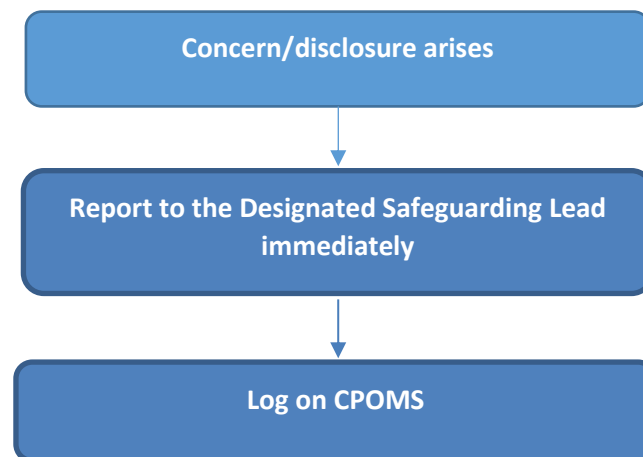 Concern/disclosure arises
Report to the Designated Safeguarding Lead
immediately
Log on CPOMS